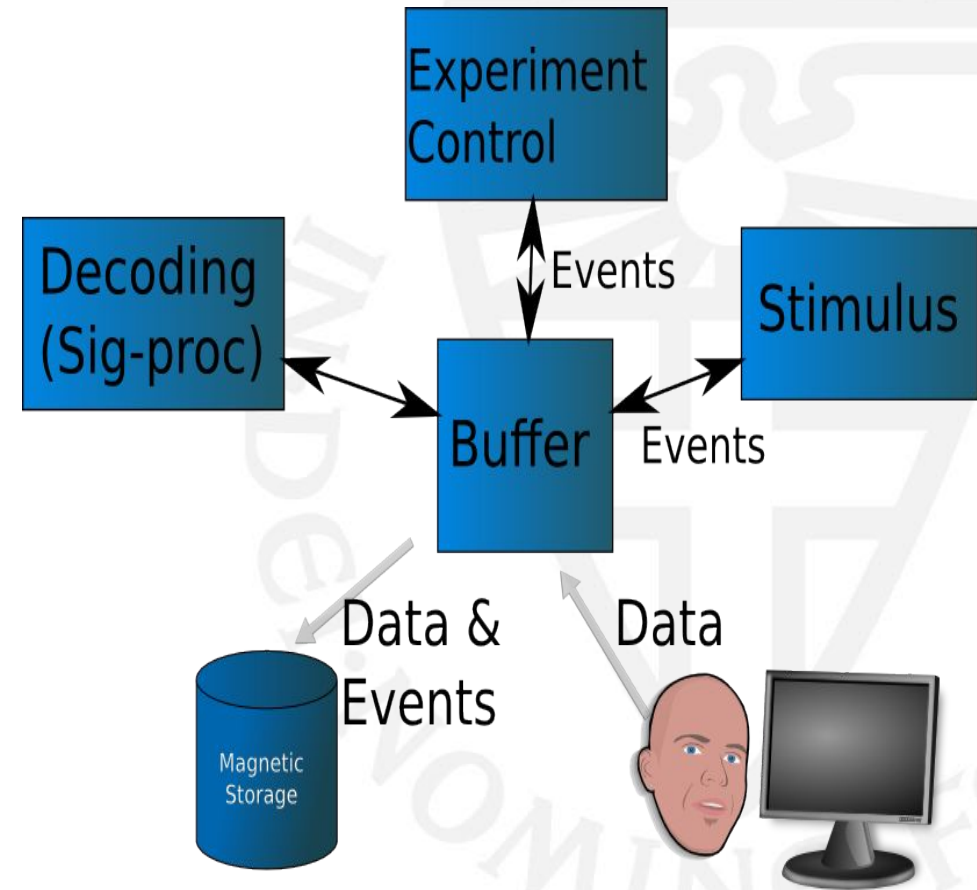 Experiment
Control
Events
Decoding
(Sig-proc)
Stimulus
Buffer
Events
Data &
Events
Data
Magnetic
Storage